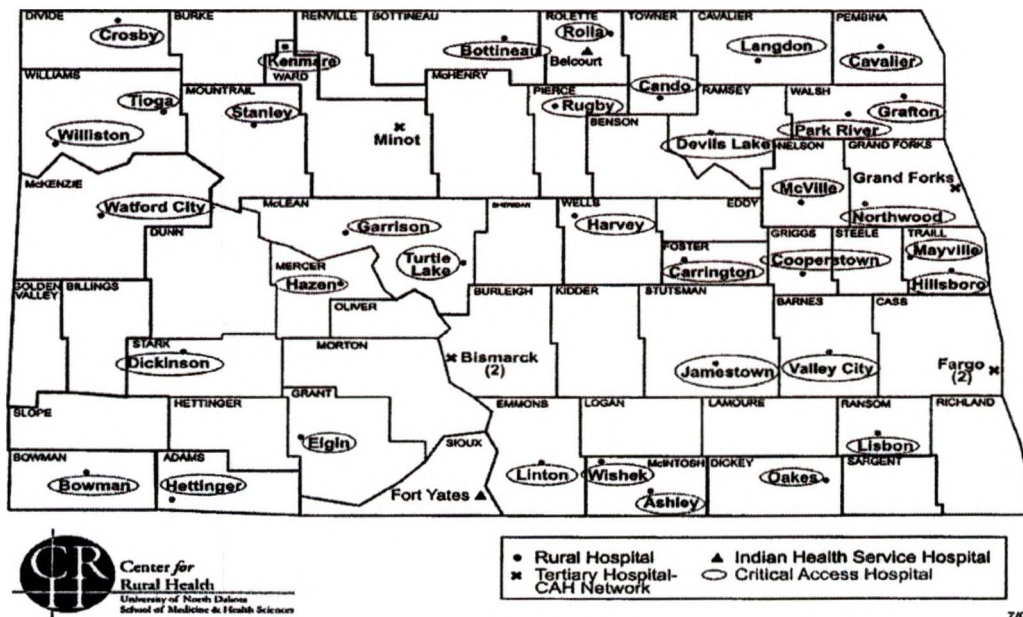 DIVIDE
BURKE
RENVILLE
BOTTINEAU
ROLETTE
TOWNER
CAVALIER
PEMBINA
Crosby
Rolla
Langdon
Kenmare
Bottineau
Belcourt
Cavalier
WILLIAMS
WARD
McHENRY
Cando
MOUNTRAIL
PIERCE
RAMSEY
WALSH
Tioga
Rugby
Grafton
Stanley
BENSON
Park River
Williston
Minot
Devils Lake
NELSON
GRAND FORKS
McKENZIE
McVille
Grand Forks
Watford City
McLEAN
SHERIDAN
WELLS
EDDY
Northwood
Garrison
Harvey
DUNN
FOSTER
GRIGGS
STEELE
TRAILL
Mayville
Turtle
Lake
Carrington
Cooperstown
MERCER
Hazen
Hillsboro
GOLDEN
VALLEY
BILLINGS
BURLEIGH
KIDDER
STUTSMAN
BARNES
CASS
OLIVER
STARK
MORTON
Dickinson
Bismarck
(2)
Jamestown
Valley City
Fargo
(2)
GRANT
SLOPE
HETTINGER
EMMONS
LOGAN
LAMOURE
RANSOM
RICHLAND
Elgin
SIOUX
Lisbon
BOWMAN
ADAMS
McINTOSH
DICKEY
SARGENT
Bowman
Hettinger
Linton
Wishek
Oakes
Fort Yates
Ashley
CRH
Center for
Rural Health
University of North Dakota
School of Medicine & Health Sciences
Rural Hospital
Tertiary Hospital-
CAH Network
Indian Health Service Hospital
Critical Access Hospital